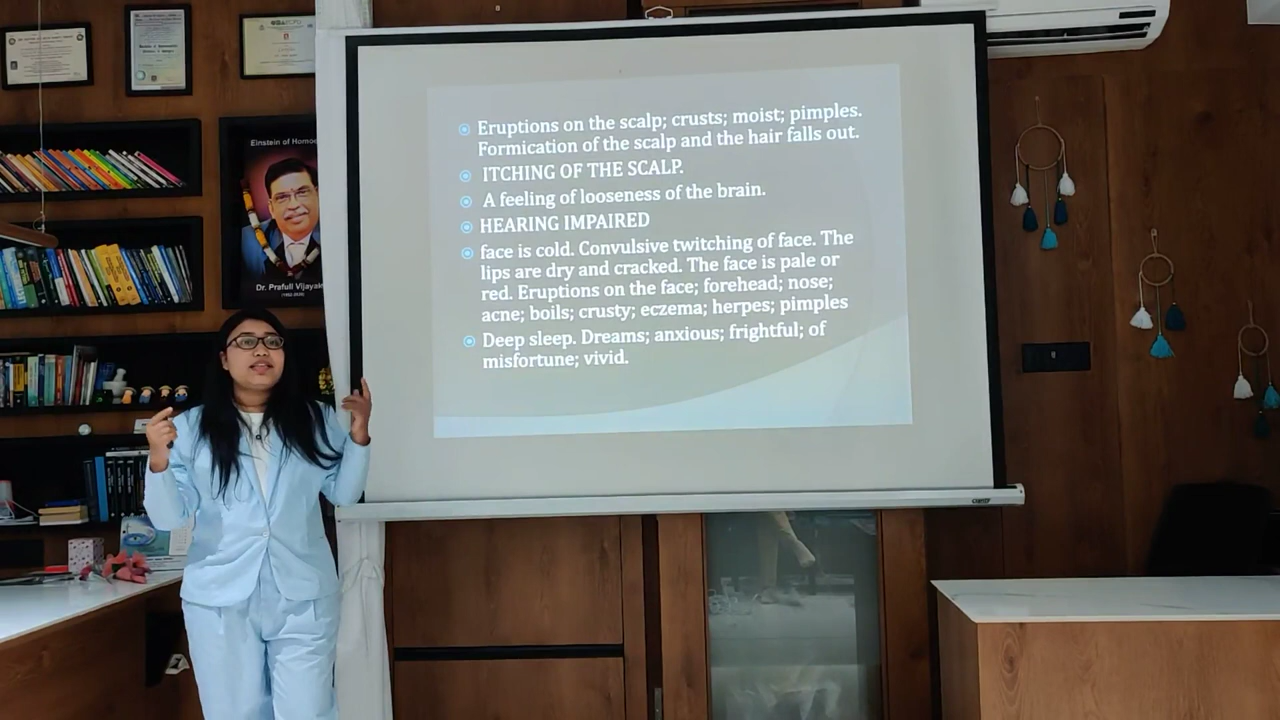 Einstein of Homoe
Dr. Prafull Vijayak
Eruptions on the scalp; crusts; moist; pimples.
Formication of the scalp and the hair falls out.
ITCHING OF THE SCALP.
A feeling of looseness of the brain.
HEARING IMPAIRED
face is cold. Convulsive twitching of face. The
lips are dry and cracked. The face is pale or
red. Eruptions on the face; forehead; nose;
acne; boils; crusty; eczema; herpes; pimples
Deep sleep. Dreams; anxious; frightful; of
misfortune; vivid.